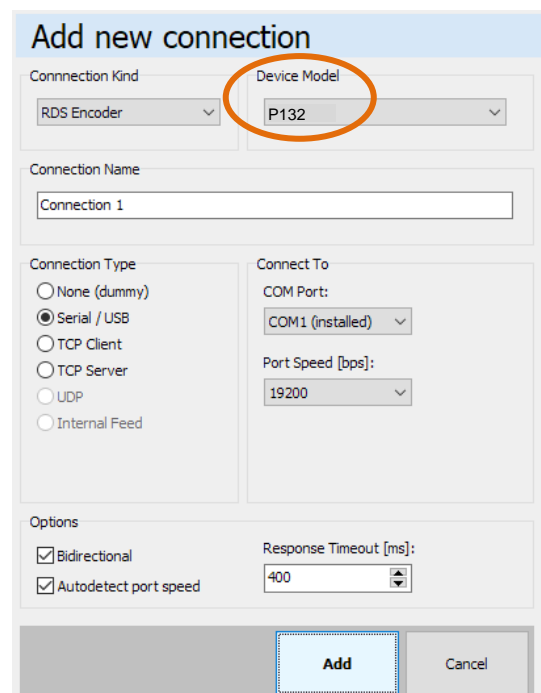 Add new connection
Connnection Kind
Device Model
RDS Encoder
P132
Connection Name
Connection 1
Connection Type
None (dummy)
Serial / USB
TCP Client
TCP Server
UDP
Internal Feed
Connect To
COM Port:
COM1 (installed)
Port Speed [bps]:
19200
Options
Bidirectional
Autodetect port speed
Response Timeout [ms]:
400
Add
Cancel